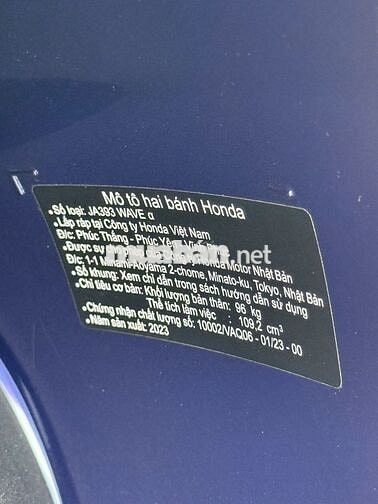 Mô tô hai bánh Honda
•Số loại: JA393 WAVE α
•Lắp ráp tại Công ty Honda Việt Nam
Đ/c: Phúc Thắng - Phúc Yên
Được sự Motor Nhật Bản
Đ/c: 1-1 Minami-Aoyama 2-chome, Minato-ku, Tokyo, Nhật Bản
•Số khung: Xem chỉ dẫn trong sách hướng dẫn sử dụng
•Chỉ tiêu cơ bản: Khối lượng bản thân: 96 kg
Thể tích làm việc : 109,2 cm³
•Chứng nhận chất lượng số: 10002/VAQ06 - 01/23 - 00
•Năm sản xuất: 2023
muaban.net